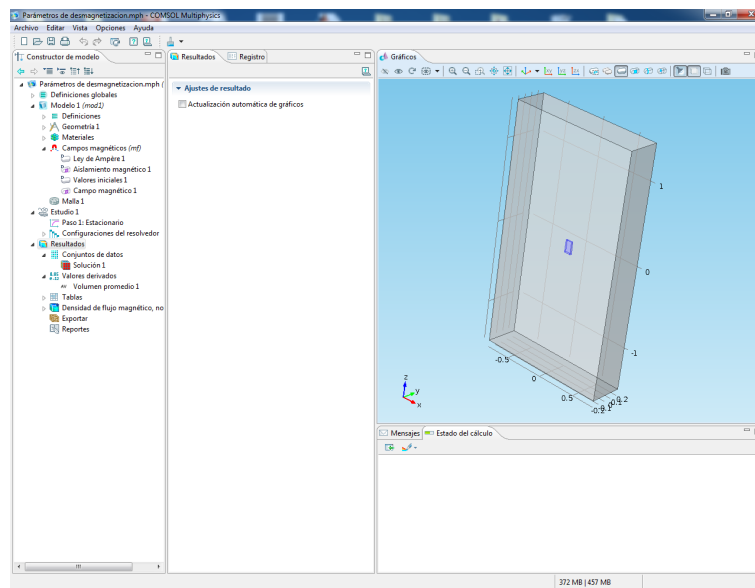 Parámetros de desmagnetizacion.mph - COMSOL Multiphysics
Archivo Editar Vista Opciones Ayuda
Constructor de modelo
Parámetros de desmagnetizacion.mph (
Definiciones globales
Modelo 1 (mod1)
Definiciones
Geometría 1
Materiales
Campos magnéticos (mf)
Ley de Ampère 1
Aislamiento magnético 1
Valores iniciales 1
Campo magnético 1
Malla 1
Estudio 1
Paso 1: Estacionario
Configuraciones del resolvedor
Resultados
Conjuntos de datos
Solución 1
Valores derivados
Volumen promedio 1
Tablas
Densidad de flujo magnético, no
Exportar
Reportes
Resultados Registro
Ajustes de resultado
Actualización automática de gráficos
Gráficos
1
0
-1
-0.5
0
0.5
-0.2
0.2
z
y
x
Mensajes Estado del cálculo
372 MB | 457 MB